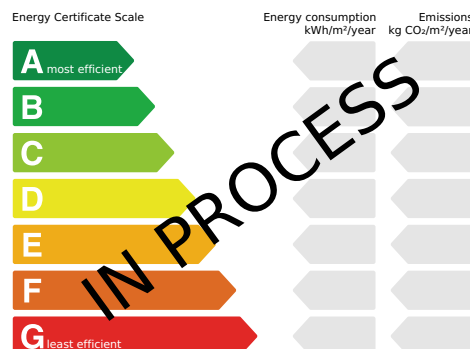 Energy Certificate Scale
Energy consumption
kWh/m²/year
Emissions
kg CO₂/m²/year
A most efficient
B
C
D
E
F
G least efficient
IN PROCESS